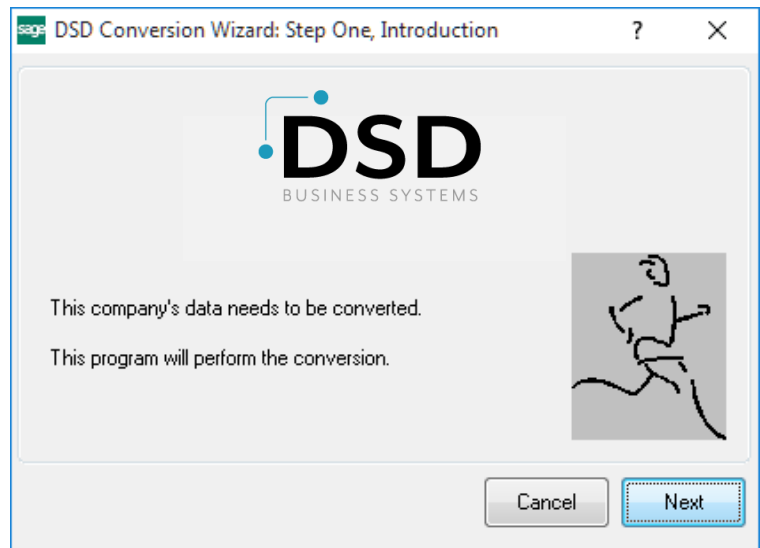 sage DSD Conversion Wizard: Step One, Introduction ? X
DSD
BUSINESS SYSTEMS
This company's data needs to be converted.
This program will perform the conversion.
Cancel Next